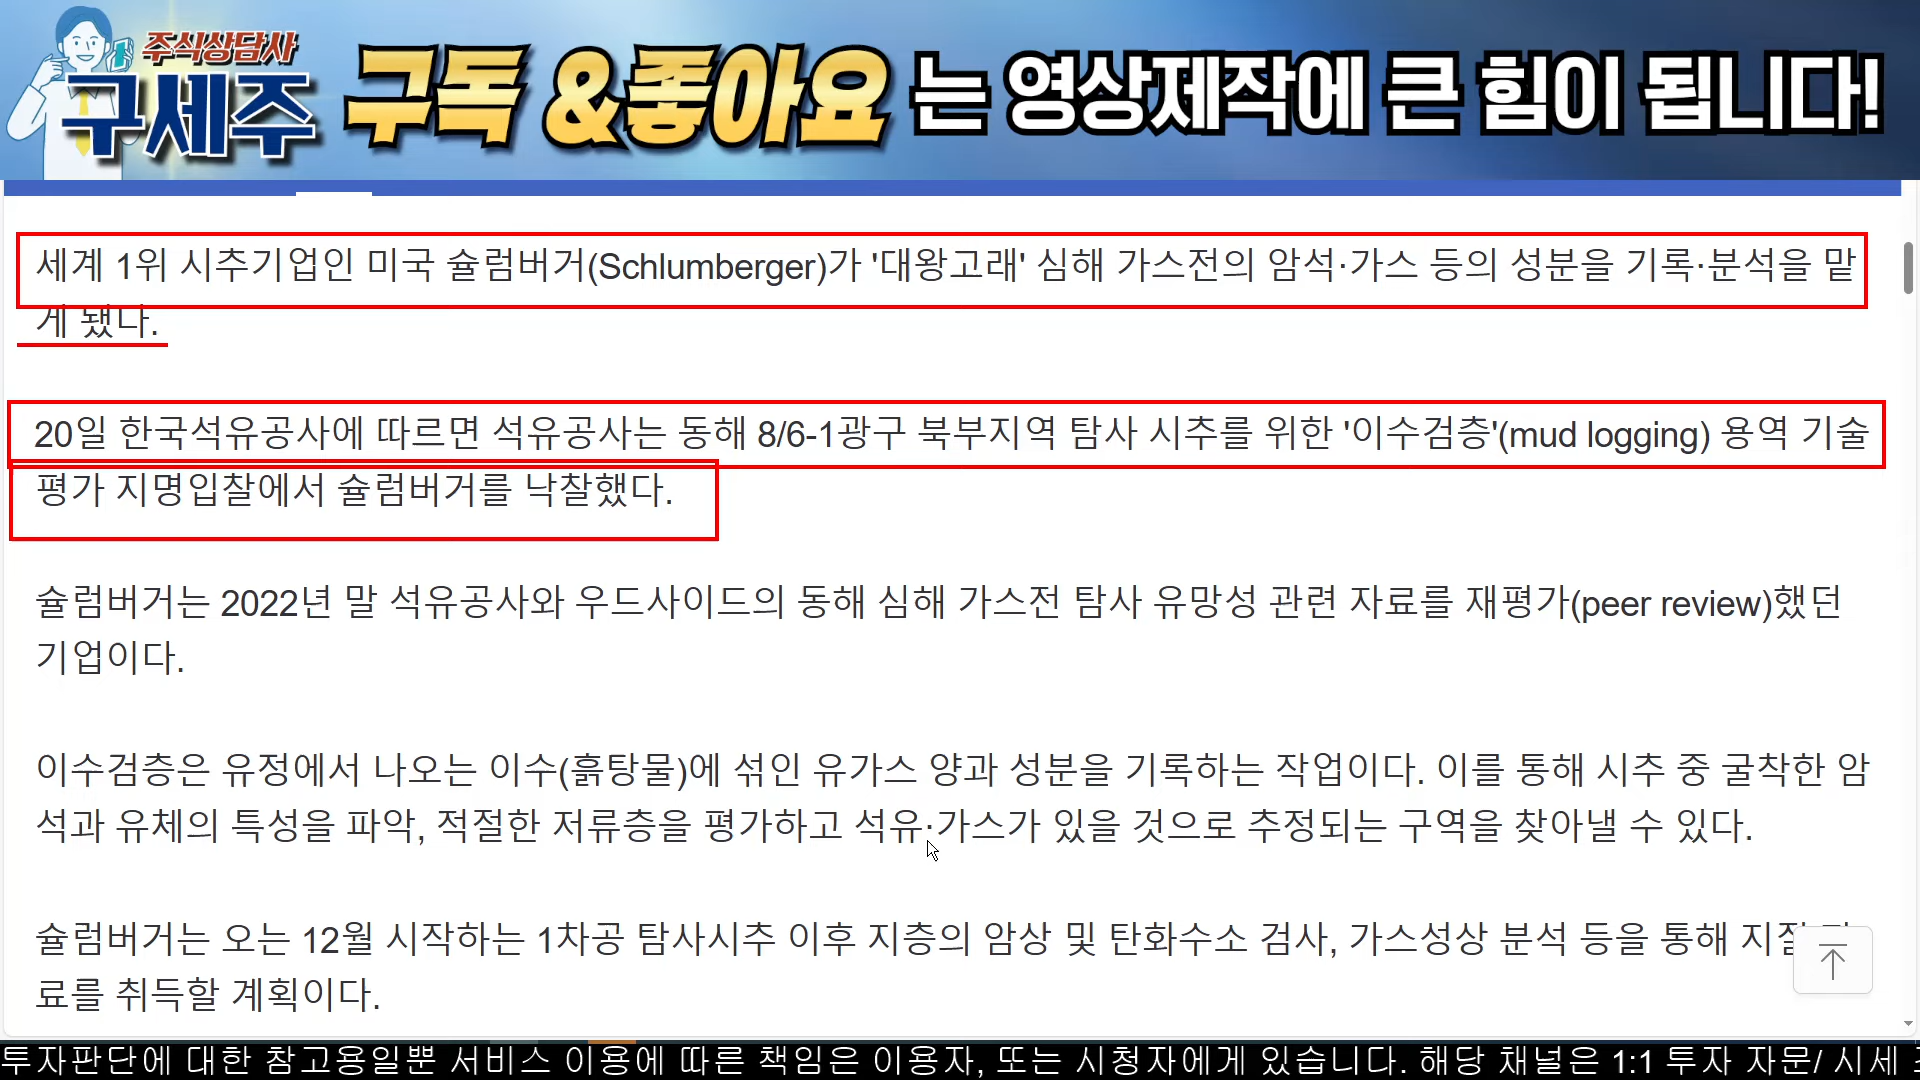 주식상담사
구세주
구독 &좋아요 는 영상제작에 큰 힘이 됩니다!
세계 1위 시추기업인 미국 슐럼버거(Schlumberger)가 '대왕고래' 심해 가스전의 암석·가스 등의 성분을 기록·분석을 맡
게 됐다.
20일 한국석유공사에 따르면 석유공사는 동해 8/6-1광구 북부지역 탐사 시추를 위한 '이수검층'(mud logging) 용역 기술
평가 지명입찰에서 슐럼버거를 낙찰했다.
슐럼버거는 2022년 말 석유공사와 우드사이드의 동해 심해 가스전 탐사 유망성 관련 자료를 재평가(peer review)했던
기업이다.
이수검층은 유정에서 나오는 이수(흙탕물)에 섞인 유가스 양과 성분을 기록하는 작업이다. 이를 통해 시추 중 굴착한 암
석과 유체의 특성을 파악, 적절한 저류층을 평가하고 석유·가스가 있을 것으로 추정되는 구역을 찾아낼 수 있다.
슐럼버거는 오는 12월 시작하는 1차공 탐사시추 이후 지층의 암상 및 탄화수소 검사, 가스성상 분석 등을 통해
료를 취득할 계획이다.
투자판단에 대한 참고용일뿐 서비스 이용에 따른 책임은 이용자, 또는 시청자에게 있습니다. 해당 채널은 1:1 투자 자문/ 시세